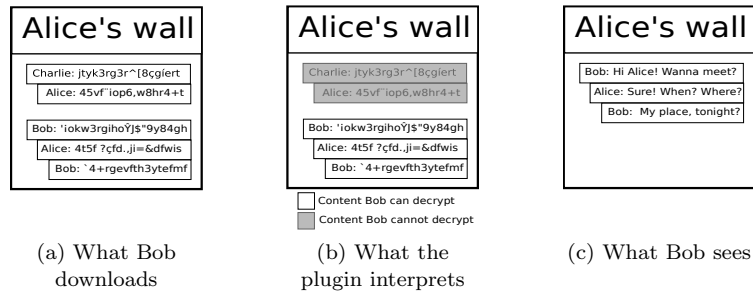 Alice's wall
Charlie: jtyk3rg3r^[8çgíert
Alice: 45vf¨iop6,w8hr4+t
Bob: 'iokw3rgihoŸJ$"9y84gh
Alice: 4t5f ?çfd.,ji=&dfwis
Bob: `4+rgevfth3ytefmf
(a) What Bob
downloads
Alice's wall
Charlie: jtyk3rg3r^[8çgíert
Alice: 45vf¨iop6,w8hr4+t
Bob: 'iokw3rgihoŸJ$"9y84gh
Alice: 4t5f ?çfd.,ji=&dfwis
Bob: `4+rgevfth3ytefmf
Content Bob can decrypt
Content Bob cannot decrypt
(b) What the
plugin interprets
Alice's wall
Bob: Hi Alice! Wanna meet?
Alice: Sure! When? Where?
Bob: My place, tonight?
(c) What Bob sees